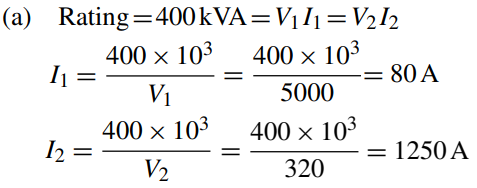 (a) Rating = 400 kVA = V₁I₁ = V₂I₂
I₁ = 400 × 10³ / V₁ = 400 × 10³ / 5000 = 80 A
I₂ = 400 × 10³ / V₂ = 400 × 10³ / 320 = 1250 A